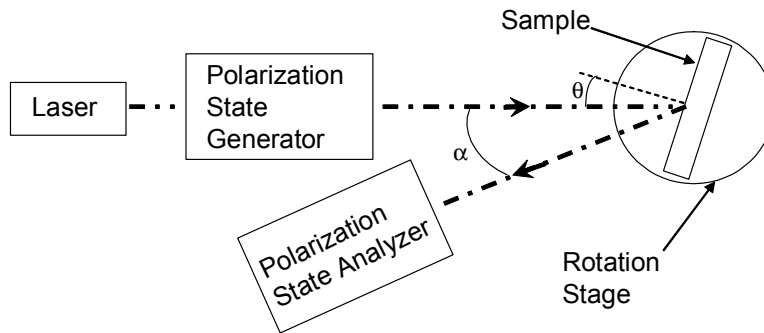 Sample
Polarization
State
Generator
Laser
θ
α
Polarization
State Analyzer
Rotation
Stage